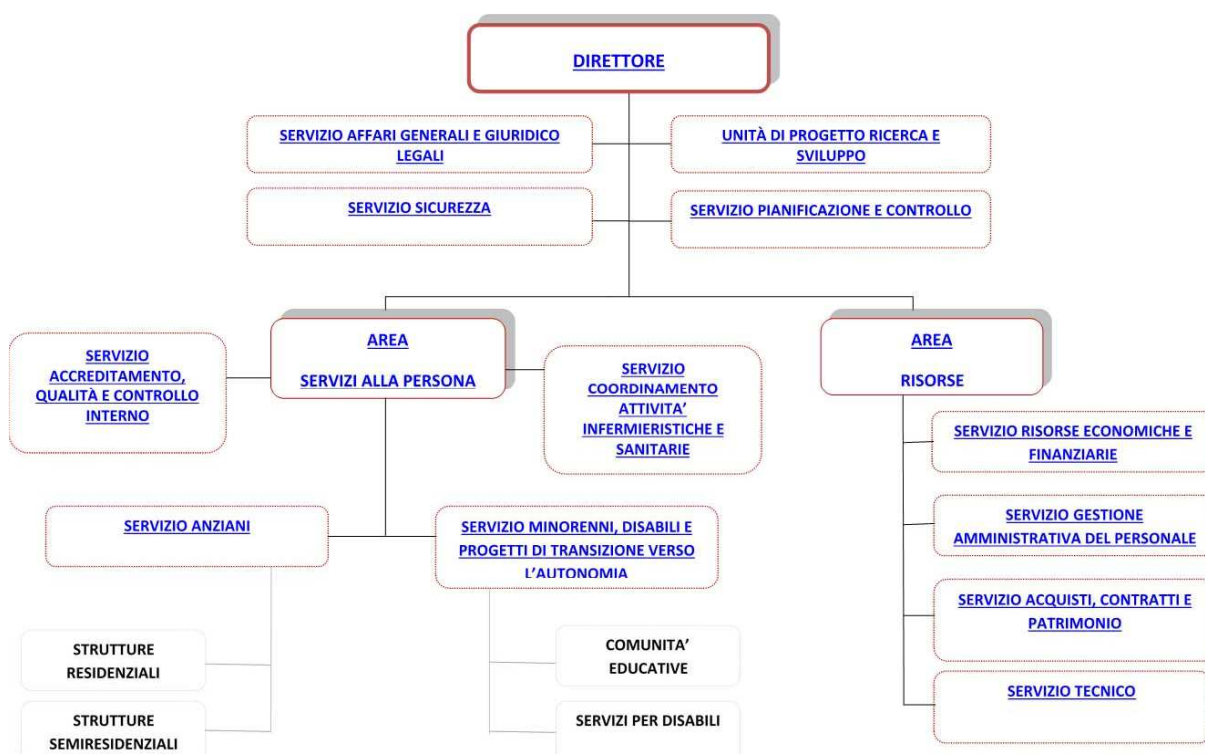 DIRETTORE
SERVIZIO AFFARI GENERALI E GIURIDICO
LEGALI
UNITÀ DI PROGETTO RICERCA E
SVILUPPO
SERVIZIO SICUREZZA
SERVIZIO PIANIFICAZIONE E CONTROLLO
AREA
SERVIZI ALLA PERSONA
AREA
RISORSE
SERVIZIO
ACCREDITAMENTO,
QUALITÀ E CONTROLLO
INTERNO
SERVIZIO
COORDINAMENTO
ATTIVITA’
INFERMIERISTICHE E
SANITARIE
SERVIZIO RISORSE ECONOMICHE E
FINANZIARIE
SERVIZIO GESTIONE
AMMINISTRATIVA DEL PERSONALE
SERVIZIO ACQUISTI, CONTRATTI E
PATRIMONIO
SERVIZIO TECNICO
SERVIZIO ANZIANI
SERVIZIO MINORENNI, DISABILI E
PROGETTI DI TRANSIZIONE VERSO
L’AUTONOMIA
STRUTTURE
RESIDENZIALI
STRUTTURE
SEMIRESIDENZIALI
COMUNITA’
EDUCATIVE
SERVIZI PER DISABILI